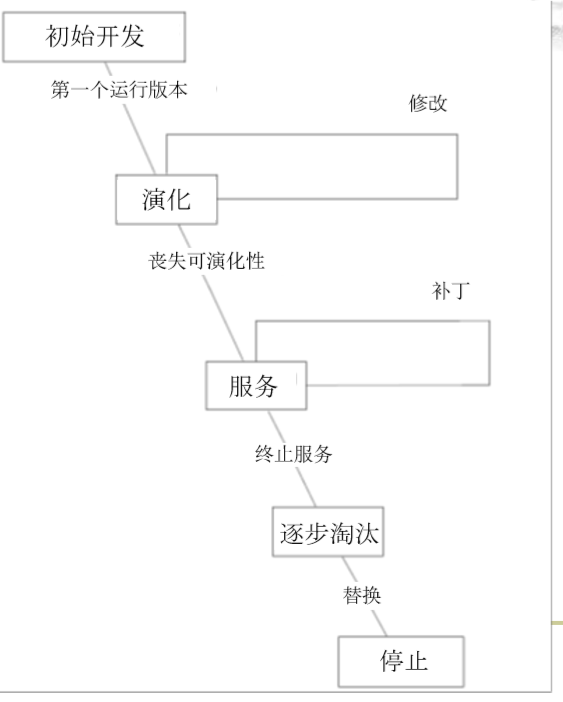 初始开发
第一个运行版本
修改
演化
丧失可演化性
补丁
服务
终止服务
逐步淘汰
替换
停止